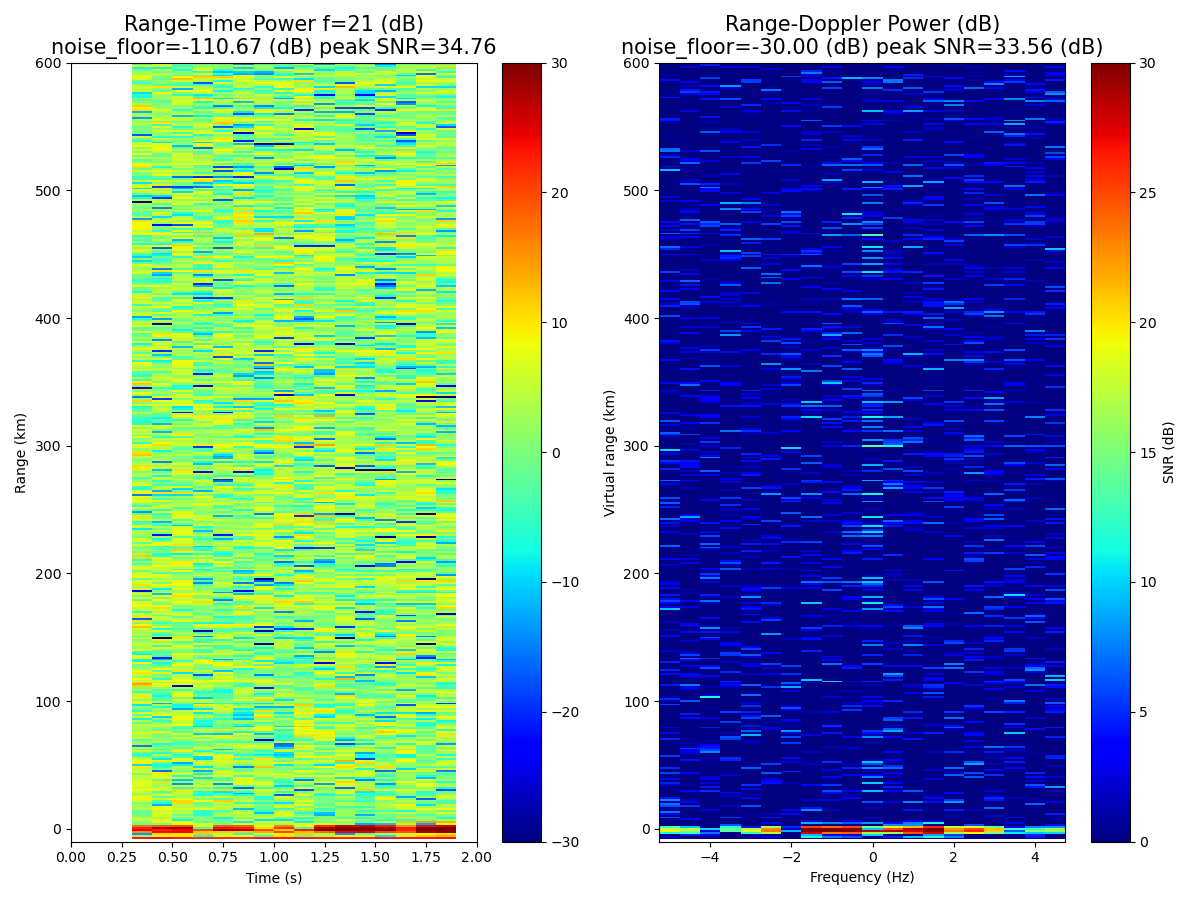 Range-Time Power f=21 (dB)
noise_floor=-110.67 (dB) peak SNR=34.76
Range-Doppler Power (dB)
noise_floor=-30.00 (dB) peak SNR=33.56 (dB)
Range (km)
600
500
400
300
200
100
0
0.00 0.25 0.50 0.75 1.00 1.25 1.50 1.75 2.00
Time (s)
30
20
10
0
−10
−20
−30
Virtual range (km)
600
500
400
300
200
100
0
−4 −2 0 2 4
Frequency (Hz)
30
25
20
15
10
5
0
SNR (dB)